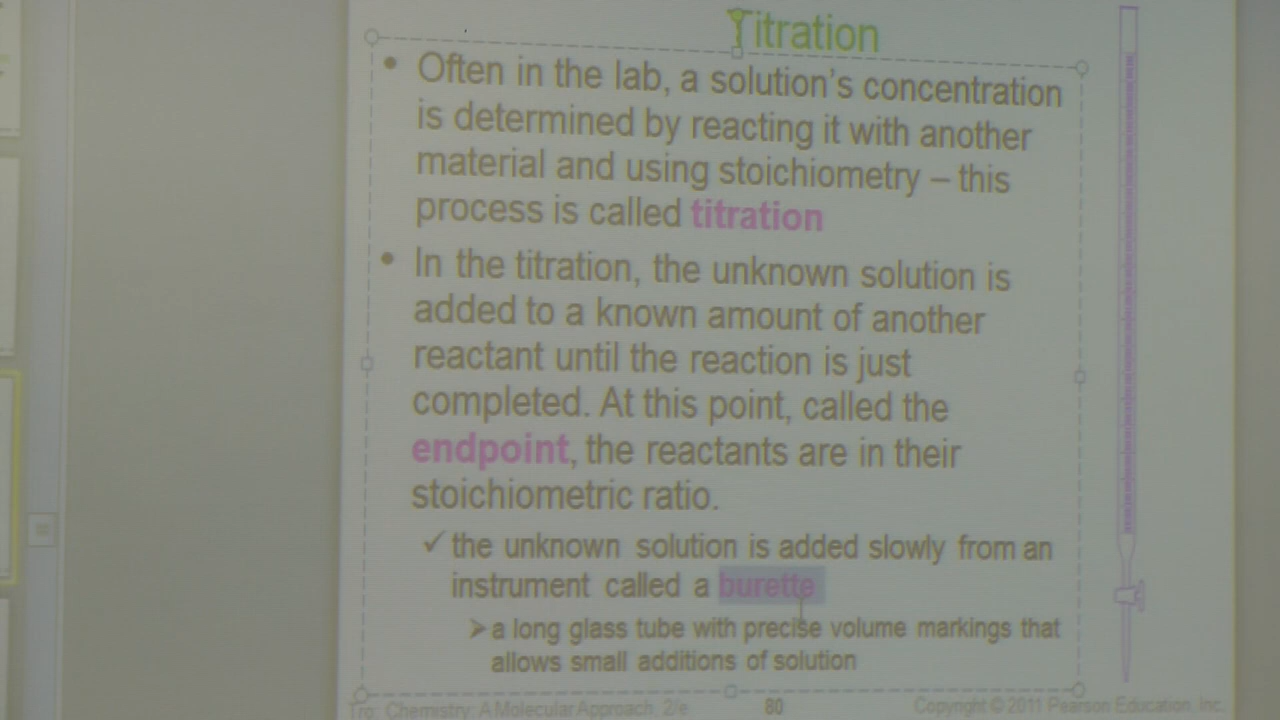 Titration
• Often in the lab, a solution's concentration
is determined by reacting it with another
material and using stoichiometry – this
process is called titration
• In the titration, the unknown solution is
added to a known amount of another
reactant until the reaction is just
completed. At this point, called the
endpoint, the reactants are in their
stoichiometric ratio.
✓ the unknown solution is added slowly from an
instrument called a burette
➢ a long glass tube with precise volume markings that
allows small additions of solution
Tro: Chemistry: A Molecular Approach, 2/e
80
Copyright © 2011 Pearson Education, Inc.